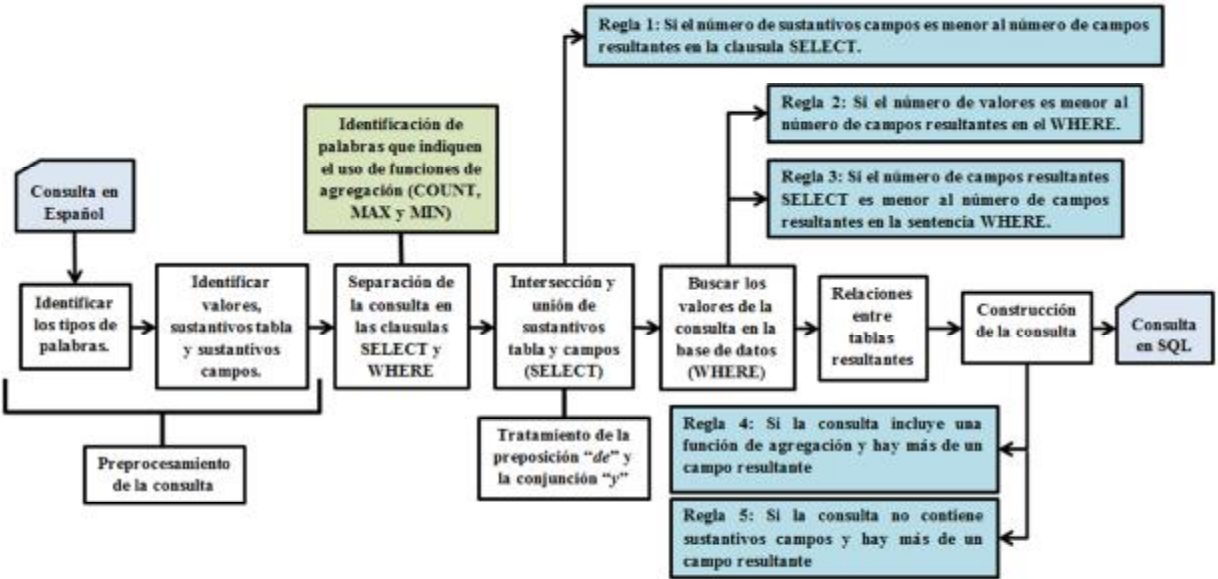 Regla 1: Si el número de sustantivos campos es menor al número de campos
resultantes en la clausula SELECT.
Regla 2: Si el número de valores es menor al
número de campos resultantes en el WHERE.
Identificación de
palabras que indiquen
el uso de funciones de
agregación (COUNT,
MAX y MIN)
Regla 3: Si el número de campos resultantes
SELECT es menor al número de campos
resultantes en la sentencia WHERE.
Consulta en
Español
Identificar
los tipos de
palabras.
Identificar
valores,
sustantivos tabla
y sustantivos
campos.
Separación de
la consulta en
las clausulas
SELECT y
WHERE
Intersección y
unión de
sustantivos
tabla y campos
(SELECT)
Buscar los
valores de la
consulta en la
base de datos
(WHERE)
Relaciones
entre
tablas
resultantes
Construcción
de la consulta
Consulta
en SQL
Preprocesamiento
de la consulta
Tratamiento de la
preposición “de” y
la conjunción “y”
Regla 4: Si la consulta incluye una
función de agregación y hay más de un
campo resultante
Regla 5: Si la consulta no contiene
sustantivos campos y hay más de un
campo resultante